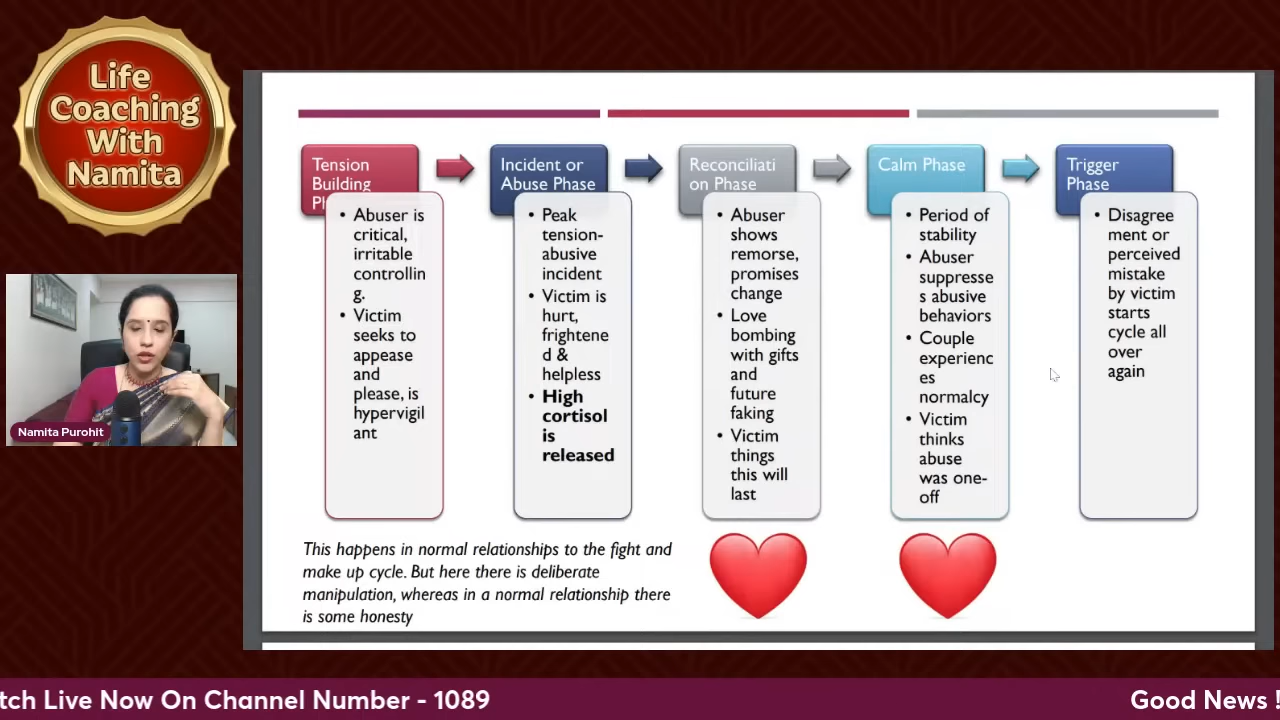 Life
Coaching
With
Namita
Namita Purohit
Tension
Building
Incident or
Abuse Phase
Reconciliati
on Phase
Calm Phase
Trigger
Phase
• Abuser is
critical,
irritable
controllin
g.
• Victim
seeks to
appease
and
please, is
hypervigil
ant
• Peak
tension-
abusive
incident
• Victim is
hurt,
frightene
d &
helpless
• High
cortisol
is
released
• Abuser
shows
remorse,
promises
change
• Love
bombing
with gifts
and
future
faking
• Victim
things
this will
last
• Period of
stability
• Abuser
suppresse
s abusive
behaviors
• Couple
experienc
es
normalcy
• Victim
thinks
abuse
was one-
off
• Disagree
ment or
perceived
mistake
by victim
starts
cycle all
over
again
This happens in normal relationships to the fight and
make up cycle. But here there is deliberate
manipulation, whereas in a normal relationship there
is some honesty
tch Live Now On Channel Number - 1089
Good News !